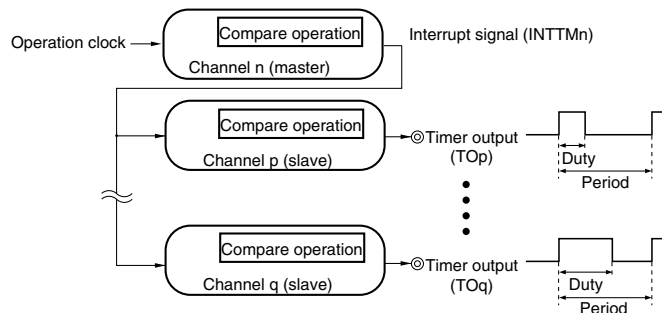 Compare operation
Operation clock
Interrupt signal (INTTMn)
Channel n (master)
Compare operation
Timer output
(TOp)
Channel p (slave)
Duty
Period
Compare operation
Timer output
(TOq)
Channel q (slave)
Duty
Period